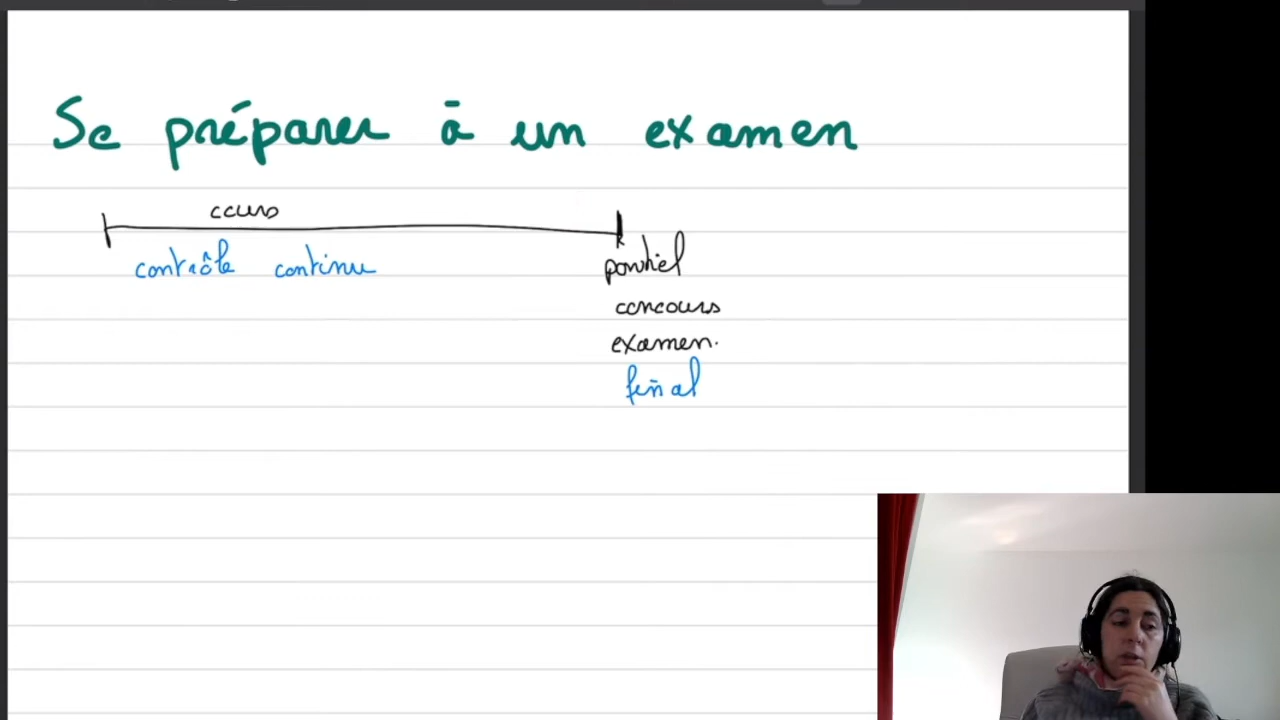 Se préparer à un examen
cours
contrôle continu
partiel
concours
examen.
final